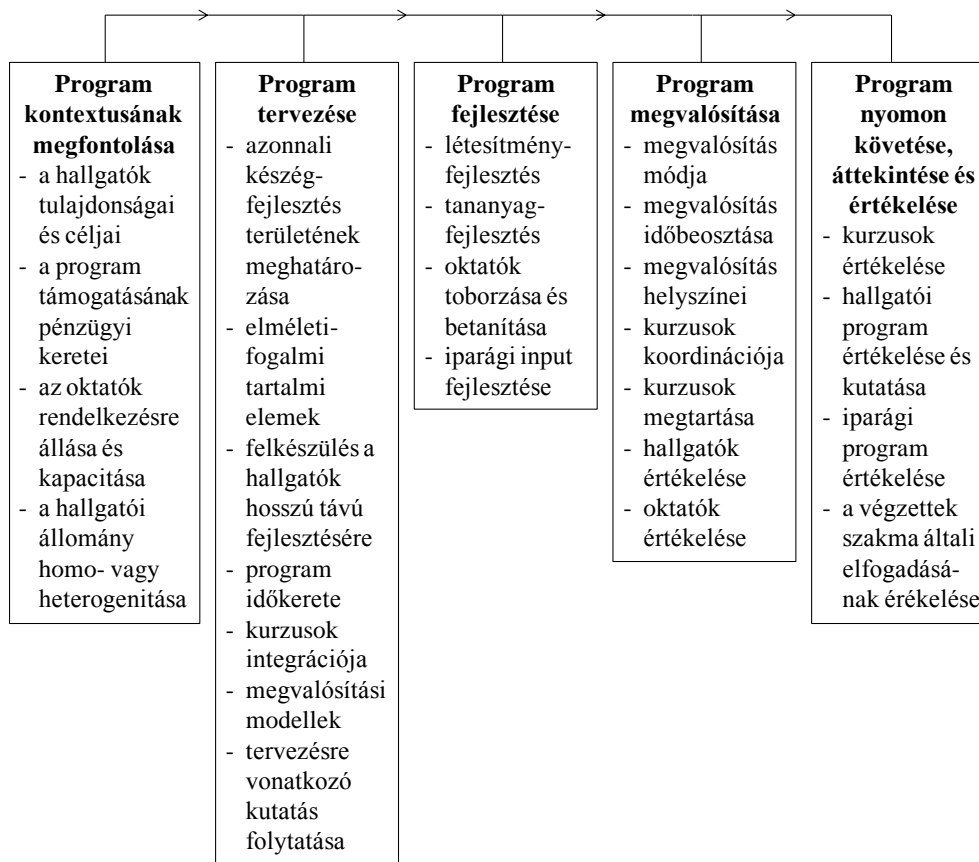 Program
kontextusának
megfontolása
- a hallgatók
tulajdonságai
és céljai
- a program
támogatásának
pénzügyi
keretei
- az oktatók
rendelkezésre
állása és
kapacitása
- a hallgatói
állomány
homo- vagy
heterogenitása
Program
tervezése
- azonnali
készég-
fejlesztés
területének
meghatáro-
zása
- elméleti-
fogalmi
tartalmi
elemek
- felkészülés a
hallgatók
hosszú távú
fejlesztésére
- program
időkerete
- kurzusok
integrációja
- megvalósítási
modellek
- tervezésre
vonatkozó
kutatás
folytatása
Program
fejlesztése
- létesítmény-
fejlesztés
- tananyag-
fejlesztés
- oktatók
toborzása és
betanítása
- iparági input
fejlesztése
Program
megvalósítása
- megvalósítás
módja
- megvalósítás
időbeosztása
- megvalósítás
helyszínei
- kurzusok
koordinációja
- kurzusok
megtartása
- hallgatók
értékelése
- oktatók
értékelése
Program
nyomon
követése,
áttekintése és
értékelése
- kurzusok
értékelése
- hallgatói
program
értékelése és
kutatása
- iparági
program
értékelése
- a végzettek
szakma általi
elfogadásá-
nak érékelése